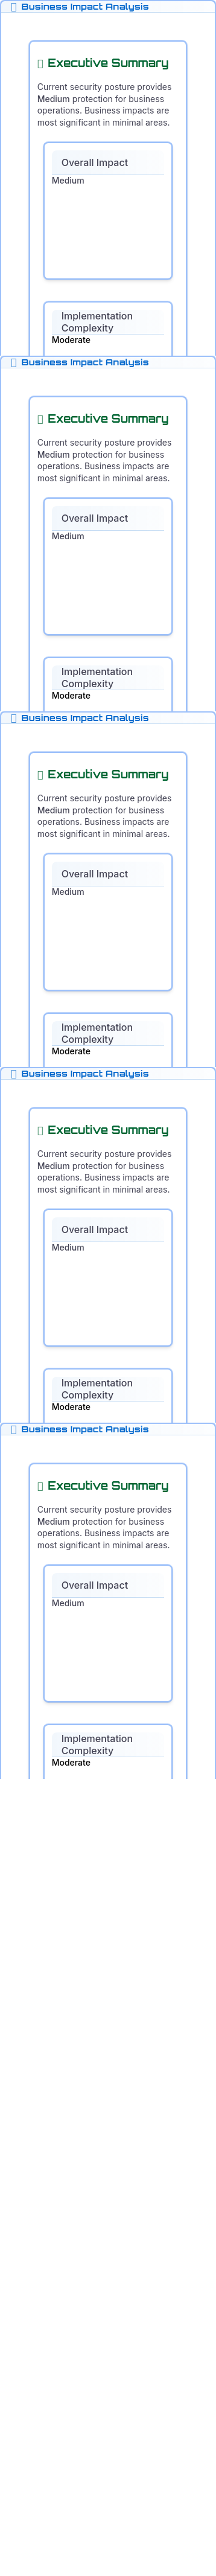 Business Impact Analysis
Executive Summary
Current security posture provides
Medium protection for business
operations. Business impacts are
most significant in minimal areas.
Overall Impact
Medium
Implementation
Complexity
Moderate
Business Impact Analysis
Executive Summary
Current security posture provides
Medium protection for business
operations. Business impacts are
most significant in minimal areas.
Overall Impact
Medium
Implementation
Complexity
Moderate
Business Impact Analysis
Executive Summary
Current security posture provides
Medium protection for business
operations. Business impacts are
most significant in minimal areas.
Overall Impact
Medium
Implementation
Complexity
Moderate
Business Impact Analysis
Executive Summary
Current security posture provides
Medium protection for business
operations. Business impacts are
most significant in minimal areas.
Overall Impact
Medium
Implementation
Complexity
Moderate
Business Impact Analysis
Executive Summary
Current security posture provides
Medium protection for business
operations. Business impacts are
most significant in minimal areas.
Overall Impact
Medium
Implementation
Complexity
Moderate